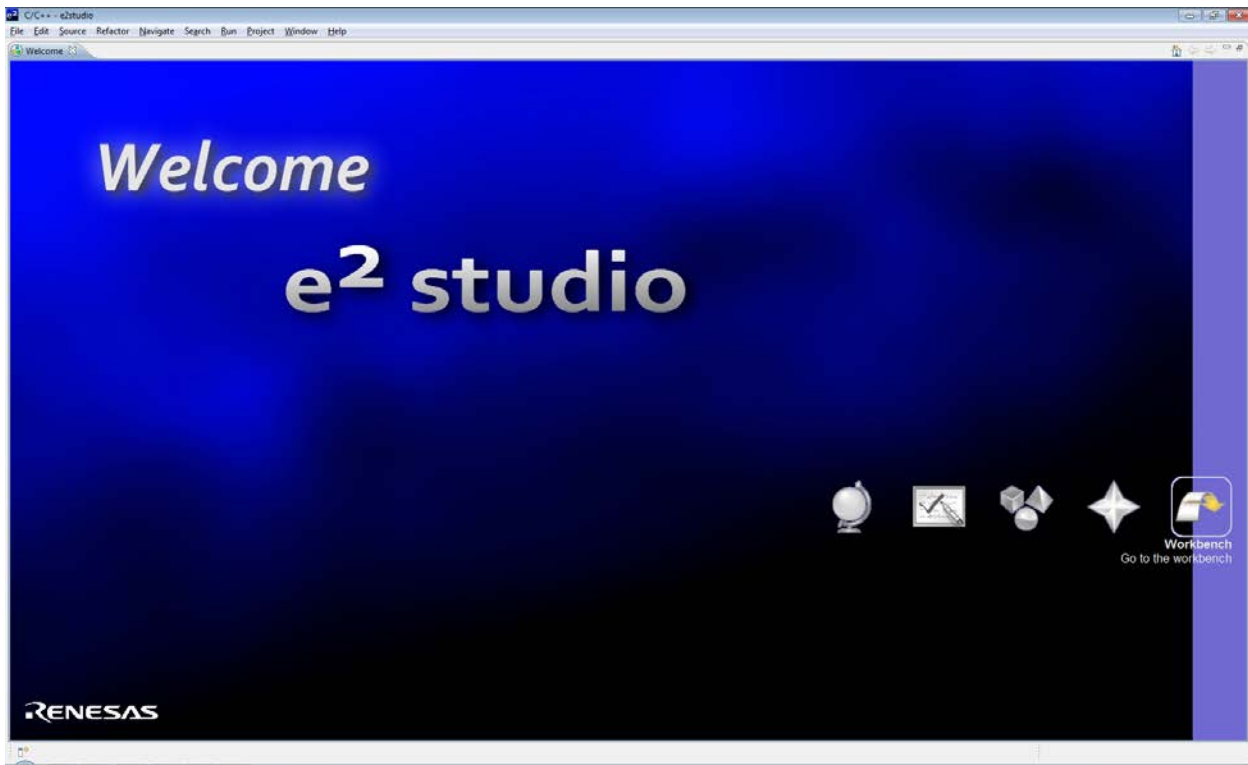 C/C++ - e2studio
File Edit Source Refactor Navigate Search Run Project Window Help
Welcome
Welcome
e² studio
Workbench
Go to the workbench
RENESAS